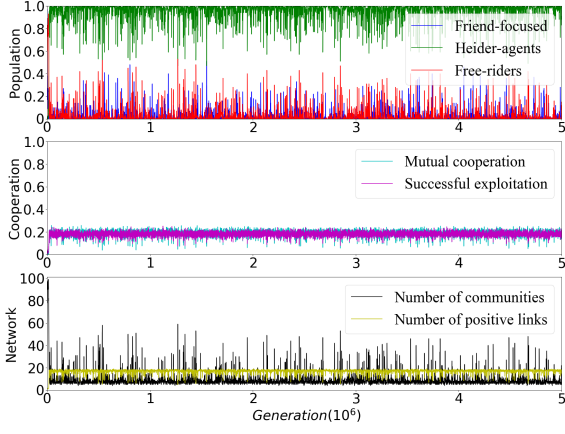 Population
1.0
0.8
0.6
0.4
0.2
0
Friend-focused
Heider-agents
Free-riders
0 1 2 3 4 5
Cooperation
1.0
0.8
0.6
0.4
0.2
0
Mutual cooperation
Successful exploitation
0 1 2 3 4 5
Network
100
80
60
40
20
0
Number of communities
Number of positive links
0 1 2 3 4 5
Generation(10⁶)